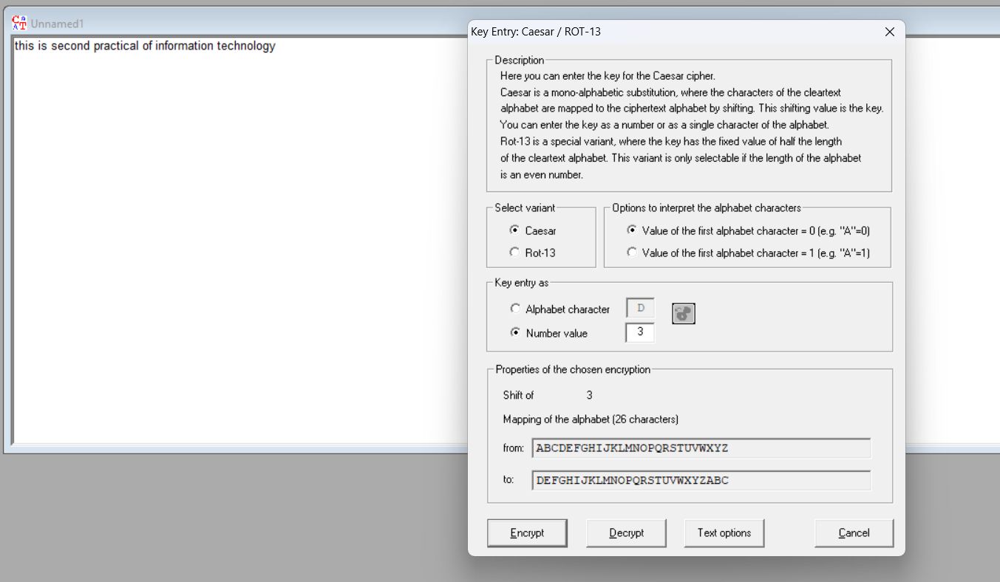 Unnamed1
this is second practical of information technology
Key Entry: Caesar / ROT-13
Description
Here you can enter the key for the Caesar cipher.
Caesar is a mono-alphabetic substitution, where the characters of the cleartext
alphabet are mapped to the ciphertext alphabet by shifting. This shifting value is the key.
You can enter the key as a number or as a single character of the alphabet.
Rot-13 is a special variant, where the key has the fixed value of half the length
of the cleartext alphabet. This variant is only selectable if the length of the alphabet
is an even number.
Select variant
Caesar
Rot-13
Options to interpret the alphabet characters
Value of the first alphabet character = 0 (e.g. "A"=0)
Value of the first alphabet character = 1 (e.g. "A"=1)
Key entry as
Alphabet character D
Number value 3
Properties of the chosen encryption
Shift of 3
Mapping of the alphabet (26 characters)
from: ABCDEFGHIJKLMNOPQRSTUVWXYZ
to: DEFGHIJKLMNOPQRSTUVWXYZABC
Encrypt Decrypt Text options Cancel